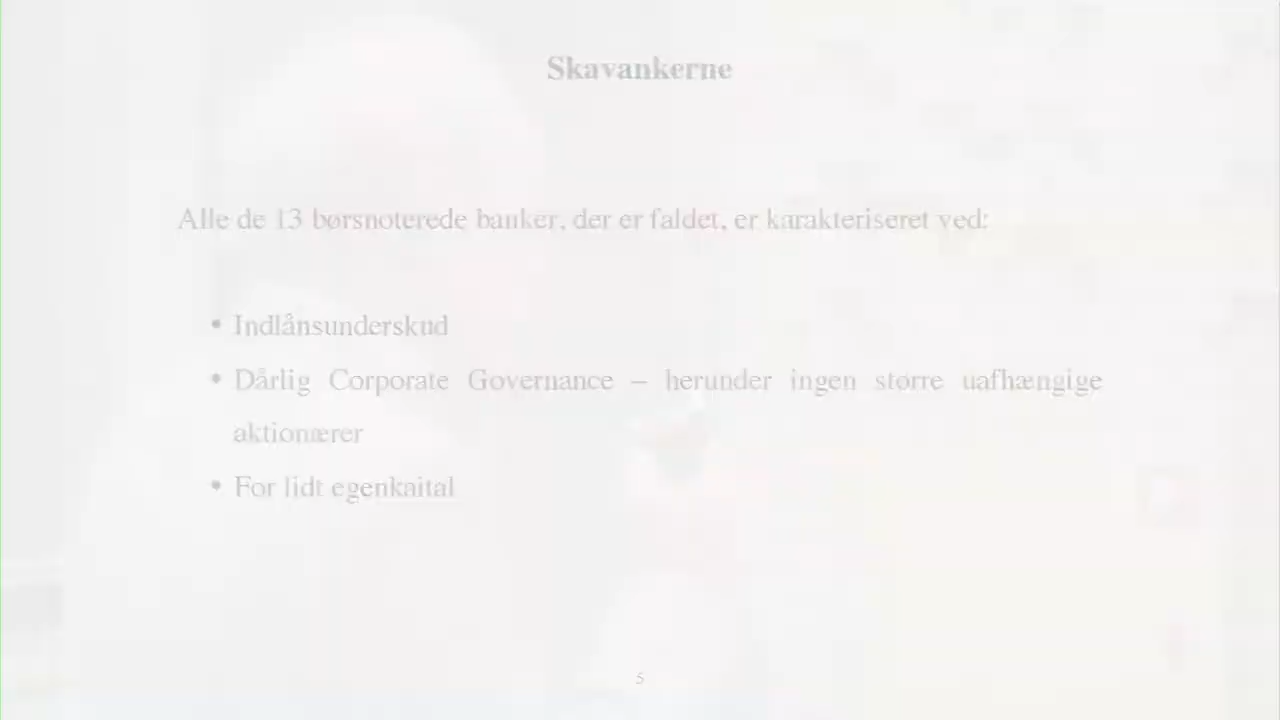 Skavankerne
Alle de 13 børsnoterede banker, der er faldet, er karakteriseret ved:
• Indlånsunderskud
• Dårlig Corporate Governance – herunder ingen større uafhængige
aktionærer
• For lidt egenkaital
5